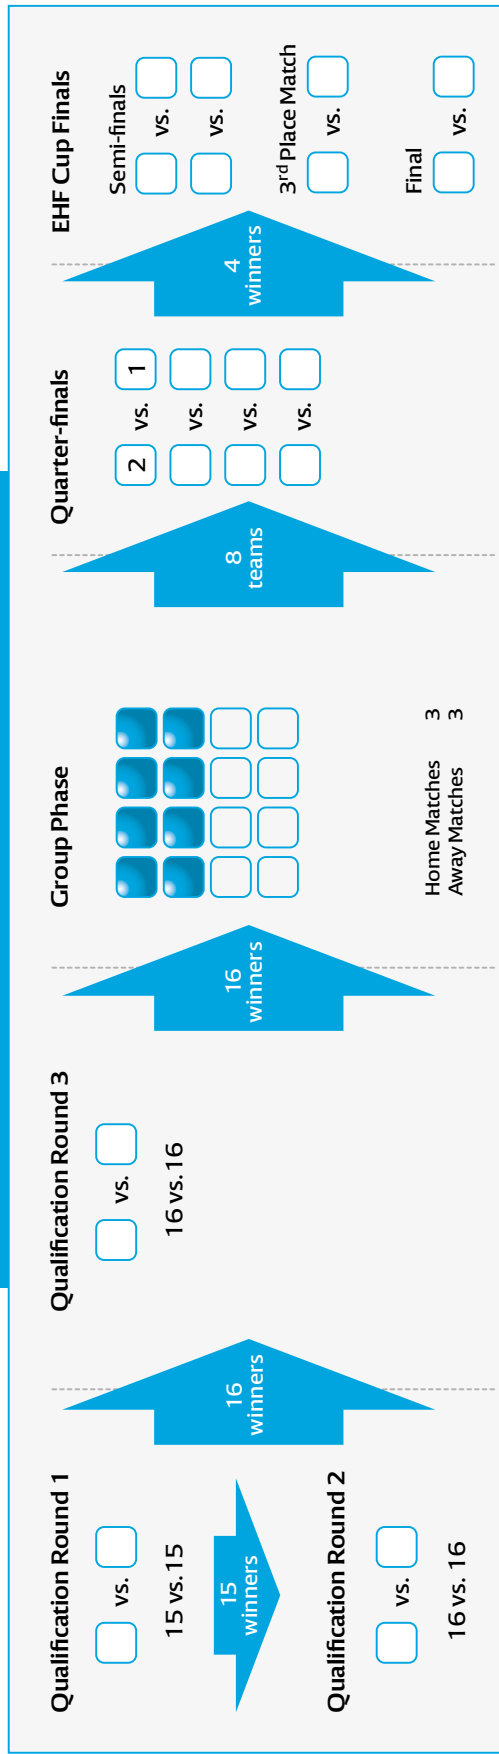 Qualification Round 1
vs.
15 vs. 15
15
winners
Qualification Round 2
vs.
16 vs. 16
16
winners
Qualification Round 3
vs.
16 vs. 16
16
winners
Group Phase
Home Matches 3
Away Matches 3
8
teams
Quarter-finals
2 vs. 1
vs.
vs.
vs.
4
winners
EHF Cup Finals
Semi-finals
vs.
vs.
3rd Place Match
vs.
Final
vs.